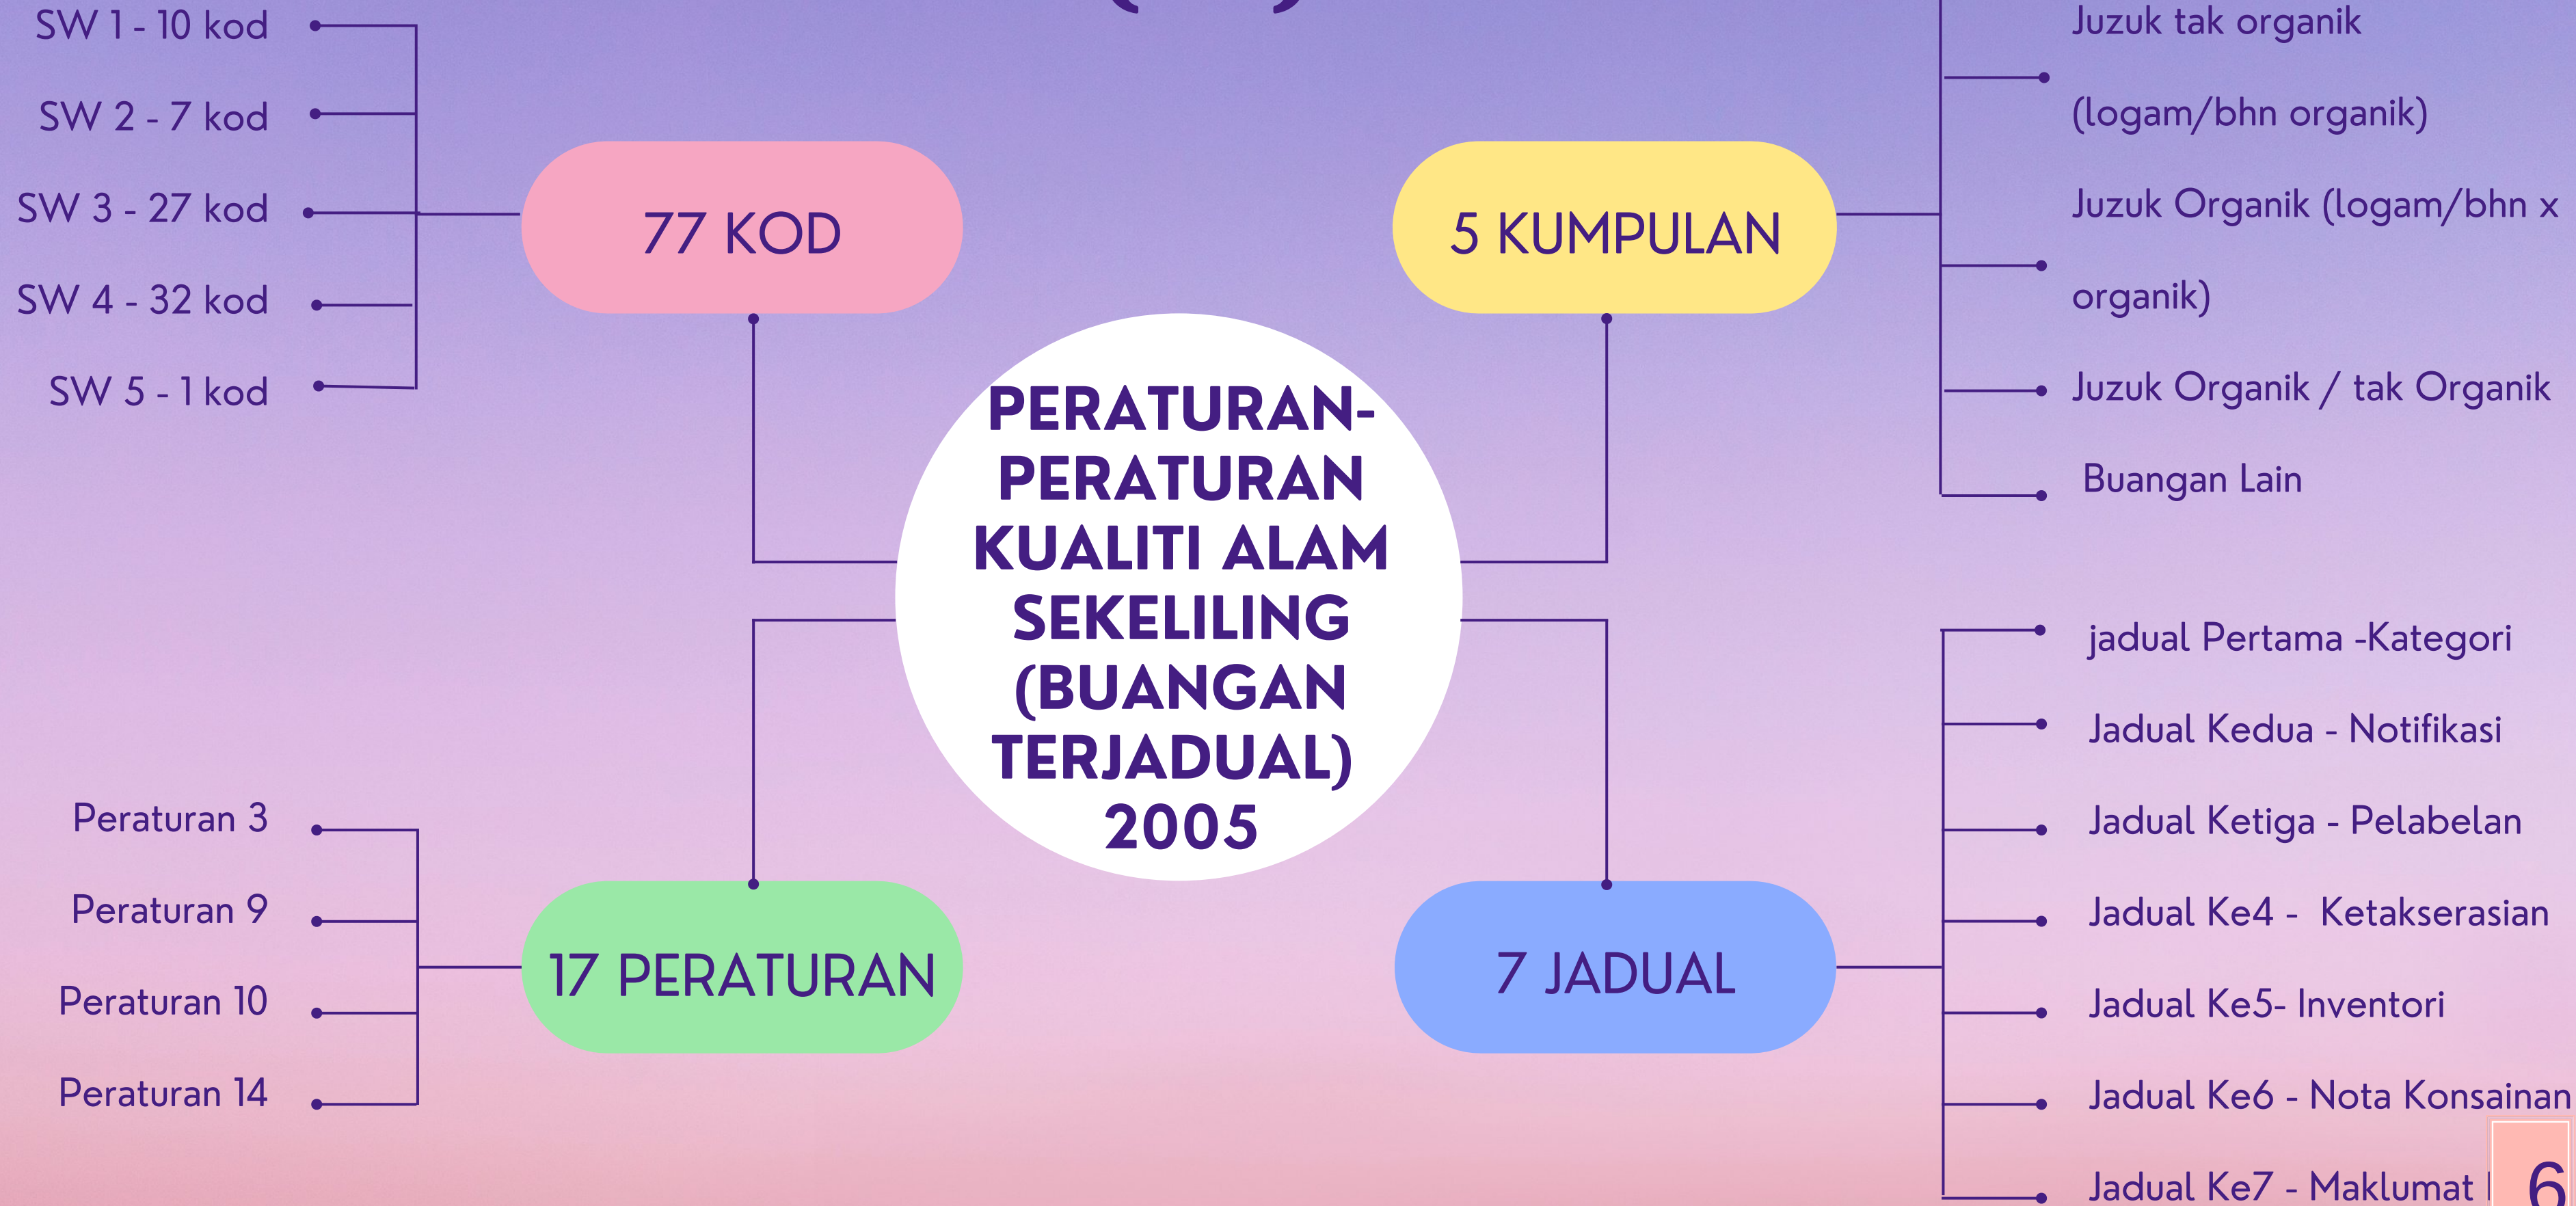 SW 1 - 10 kod
SW 2 - 7 kod
SW 3 - 27 kod
SW 4 - 32 kod
SW 5 - 1 kod
77 KOD
5 KUMPULAN
Juzuk tak organik
(logam/bhn organik)
Juzuk Organik (logam/bhn x
organik)
Juzuk Organik / tak Organik
Buangan Lain
PERATURAN-
PERATURAN
KUALITI ALAM
SEKELILING
(BUANGAN
TERJADUAL)
2005
Peraturan 3
Peraturan 9
Peraturan 10
Peraturan 14
17 PERATURAN
7 JADUAL
jadual Pertama -Kategori
Jadual Kedua - Notifikasi
Jadual Ketiga - Pelabelan
Jadual Ke4 - Ketakserasian
Jadual Ke5- Inventori
Jadual Ke6 - Nota Konsainan
Jadual Ke7 - Maklumat
6